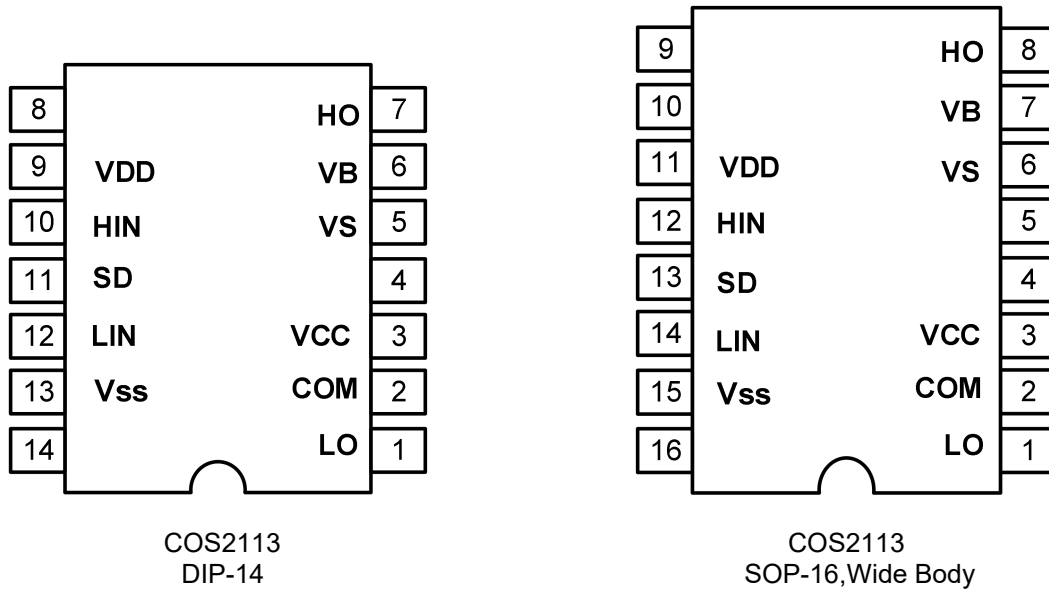 8 HO 7
9 VDD VB 6
10 HIN VS 5
11 SD 4
12 LIN VCC 3
13 Vss COM 2
14 LO 1
COS2113
DIP-14
9 HO 8
10 VB 7
11 VDD VS 6
12 HIN 5
13 SD 4
14 LIN VCC 3
15 Vss COM 2
16 LO 1
COS2113
SOP-16,Wide Body